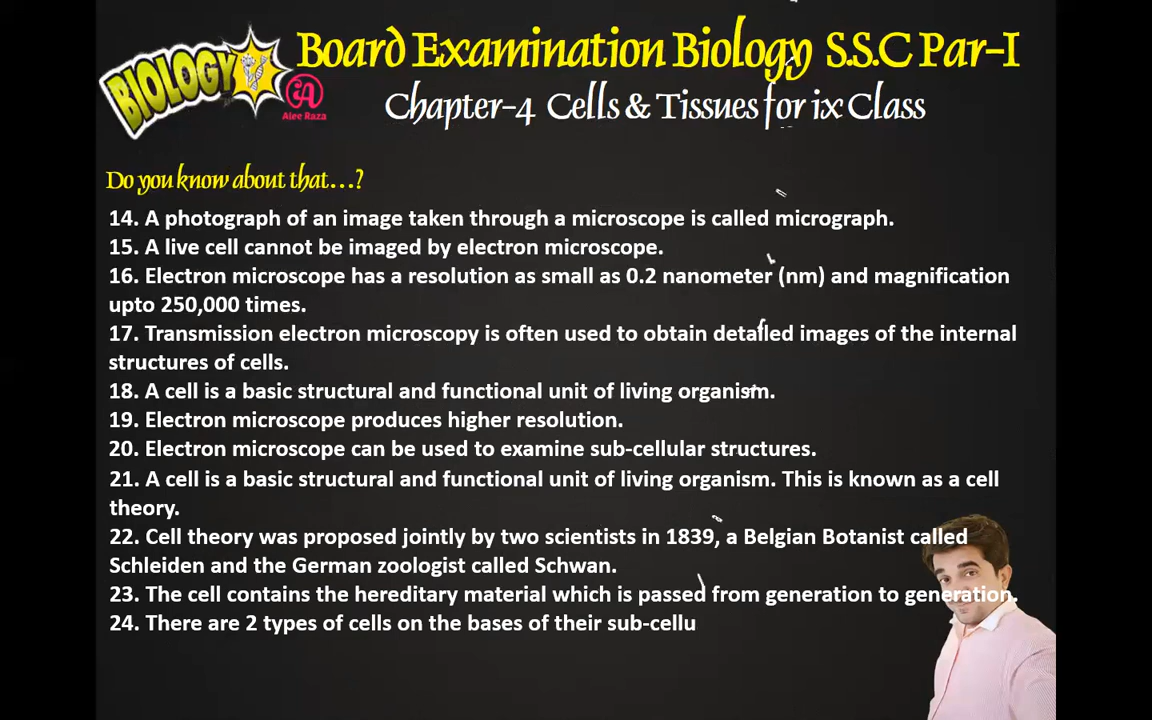 BIOLOGY
Alee Raza
Board Examination Biology S.S.C Par-I
Chapter-4 Cells & Tissues for ix Class
Do you know about that...?
14. A photograph of an image taken through a microscope is called micrograph.
15. A live cell cannot be imaged by electron microscope.
16. Electron microscope has a resolution as small as 0.2 nanometer (nm) and magnification
upto 250,000 times.
17. Transmission electron microscopy is often used to obtain detailed images of the internal
structures of cells.
18. A cell is a basic structural and functional unit of living organism.
19. Electron microscope produces higher resolution.
20. Electron microscope can be used to examine sub-cellular structures.
21. A cell is a basic structural and functional unit of living organism. This is known as a cell
theory.
22. Cell theory was proposed jointly by two scientists in 1839, a Belgian Botanist called
Schleiden and the German zoologist called Schwan.
23. The cell contains the hereditary material which is passed from generation to generation.
24. There are 2 types of cells on the bases of their sub-cellu